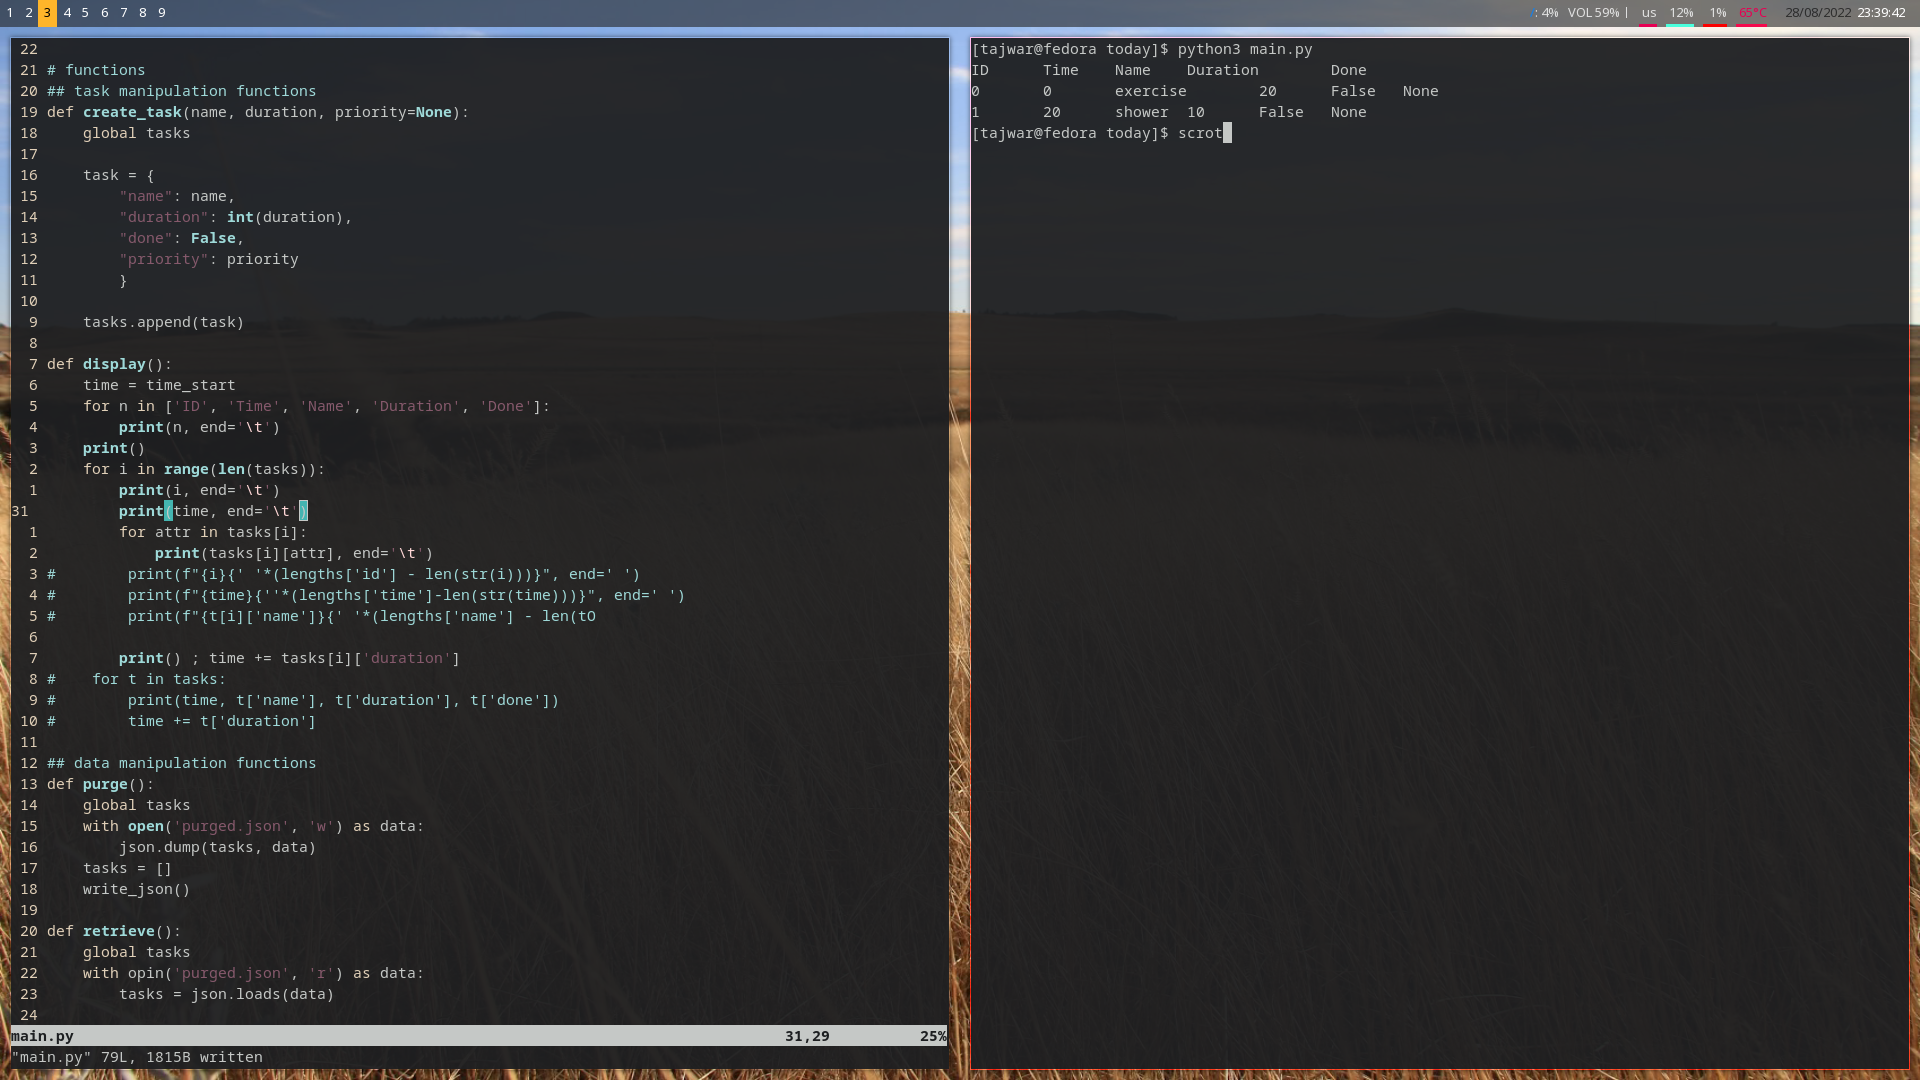 1 2 3 4 5 6 7 8 9
: 4% VOL 59% | us 12% 1% 65°C 28/08/2022 23:39:42
22
21 # functions
20 ## task manipulation functions
19 def create_task(name, duration, priority=None):
18     global tasks
17
16     task = {
15         "name": name,
14         "duration": int(duration),
13         "done": False,
12         "priority": priority
11         }
10
9     tasks.append(task)
8
7 def display():
6     time = time_start
5     for n in ['ID', 'Time', 'Name', 'Duration', 'Done']:
4         print(n, end='\t')
3     print()
2     for i in range(len(tasks)):
1         print(i, end='\t')
31         print(time, end='\t')
1         for attr in tasks[i]:
2             print(tasks[i][attr], end='\t')
3 #        print(f"{i}{' '*(lengths['id'] - len(str(i)))}", end=' ')
4 #        print(f"{time}{''*(lengths['time']-len(str(time)))}", end=' ')
5 #        print(f"{t[i]['name']}{' '*(lengths['name'] - len(tO
6
7         print() ; time += tasks[i]['duration']
8 #    for t in tasks:
9 #        print(time, t['name'], t['duration'], t['done'])
10 #        time += t['duration']
11
12 ## data manipulation functions
13 def purge():
14     global tasks
15     with open('purged.json', 'w') as data:
16         json.dump(tasks, data)
17     tasks = []
18     write_json()
19
20 def retrieve():
21     global tasks
22     with opin('purged.json', 'r') as data:
23         tasks = json.loads(data)
24
main.py 31,29 25%
"main.py" 79L, 1815B written
[tajwar@fedora today]$ python3 main.py
ID Time Name Duration Done
0 0 exercise 20 False None
1 20 shower 10 False None
[tajwar@fedora today]$ scrot